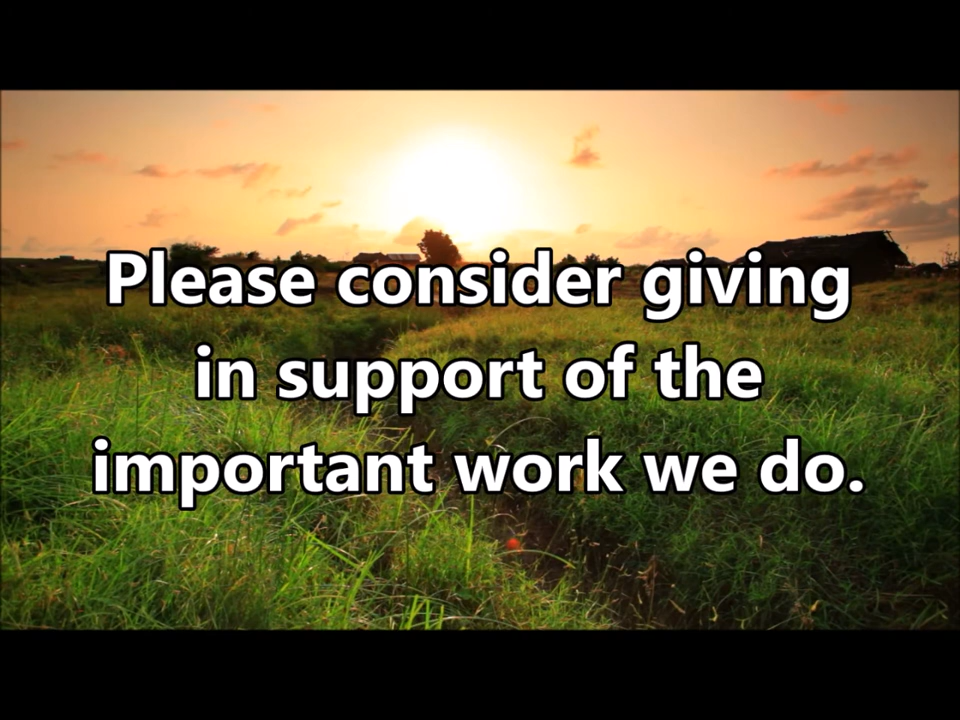 Please consider giving
in support of the
important work we do.